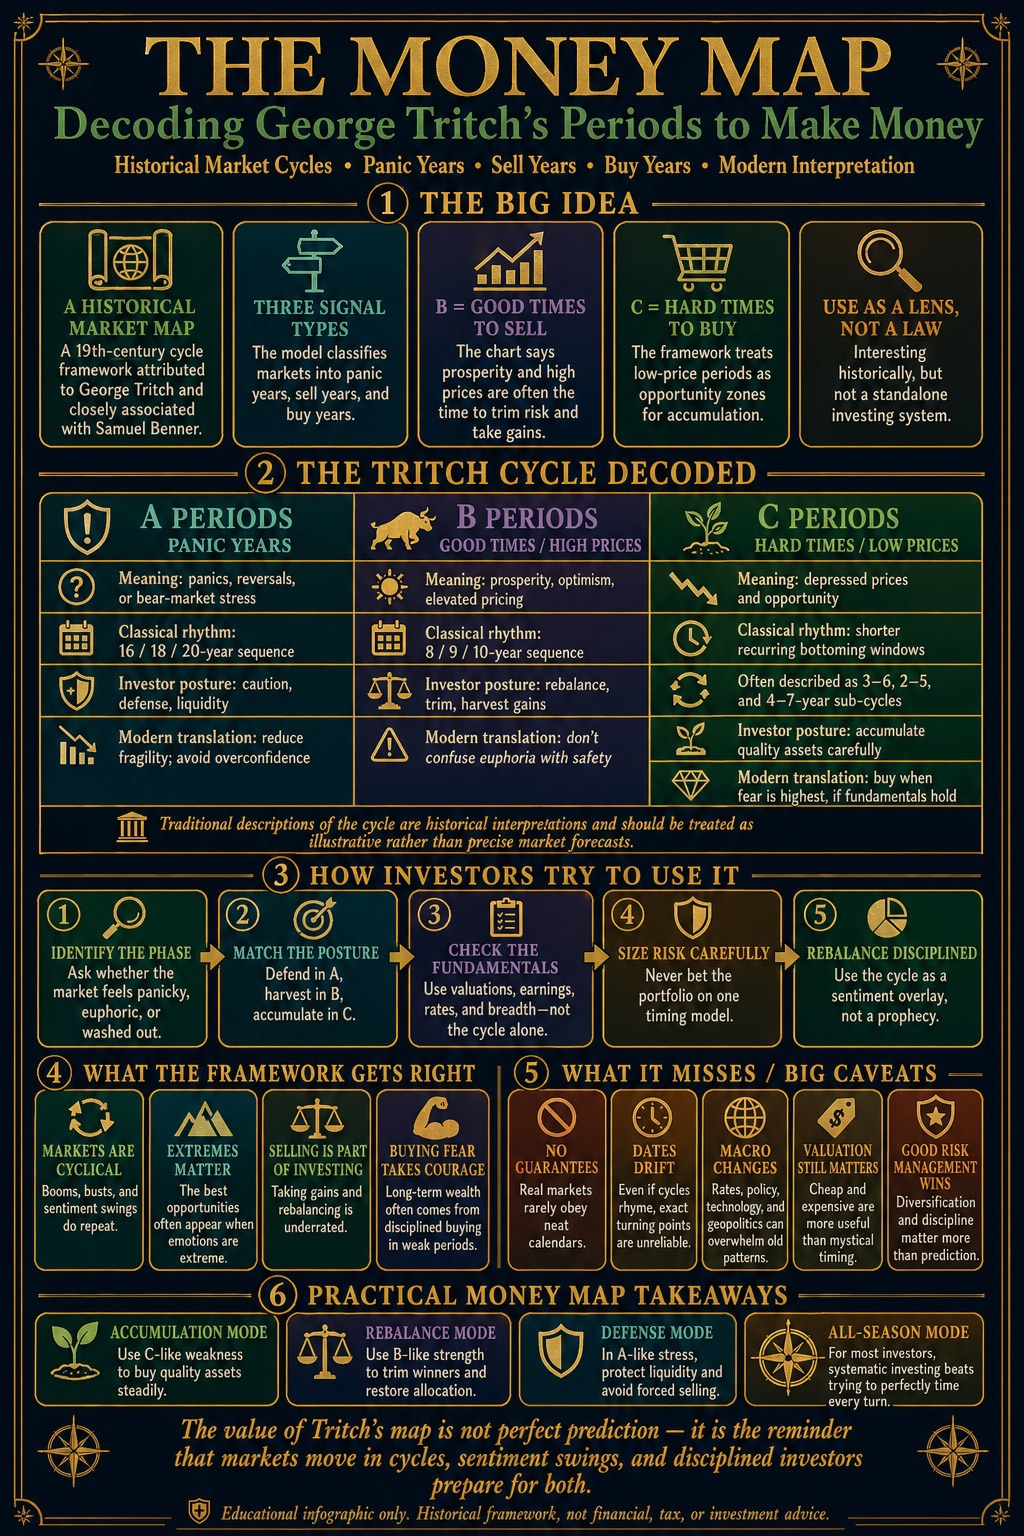 THE MONEY MAP
Decoding George Tritch's Periods to Make Money
Historical Market Cycles • Panic Years • Sell Years • Buy Years • Modern Interpretation
1 THE BIG IDEA
A HISTORICAL
MARKET MAP
A 19th-century cycle
framework attributed
to George Tritch and
closely associated
with Samuel Benner.
THREE SIGNAL
TYPES
The model classifies
markets into panic
years, sell years, and
buy years.
B = GOOD TIMES
TO SELL
The chart says
prosperity and high
prices are often the
time to trim risk and
take gains.
C = HARD TIMES
TO BUY
The framework treats
low-price periods as
opportunity zones
for accumulation.
USE AS A LENS,
NOT A LAW
Interesting
historically, but
not a standalone
investing system.
2 THE TRITCH CYCLE DECODED
A PERIODS
PANIC YEARS
Meaning: panics, reversals,
or bear-market stress
Classical rhythm:
16 / 18 / 20-year sequence
Investor posture: caution,
defense, liquidity
Modern translation: reduce
fragility; avoid overconfidence
B PERIODS
GOOD TIMES / HIGH PRICES
Meaning: prosperity, optimism,
elevated pricing
Classical rhythm:
8 / 9 / 10-year sequence
Investor posture: rebalance,
trim, harvest gains
Modern translation: don't
confuse euphoria with safety
C PERIODS
HARD TIMES / LOW PRICES
Meaning: depressed prices
and opportunity
Classical rhythm: shorter
recurring bottoming windows
Often described as 3–6, 2–5,
and 4–7-year sub-cycles
Investor posture: accumulate
quality assets carefully
Modern translation: buy when
fear is highest, if fundamentals hold
Traditional descriptions of the cycle are historical interpretations and should be treated as
illustrative rather than precise market forecasts.
3 HOW INVESTORS TRY TO USE IT
1
IDENTIFY THE PHASE
Ask whether the
market feels panicky,
euphoric, or
washed out.
2
MATCH THE POSTURE
Defend in A,
harvest in B,
accumulate in C.
3
CHECK THE
FUNDAMENTALS
Use valuations, earnings,
rates, and breadth—not
the cycle alone.
4
SIZE RISK CAREFULLY
Never bet the
portfolio on one
timing model.
5
REBALANCE DISCIPLINED
Use the cycle as a
sentiment overlay,
not a prophecy.
4 WHAT THE FRAMEWORK GETS RIGHT
MARKETS ARE
CYCLICAL
Booms, busts, and
sentiment swings
do repeat.
EXTREMES
MATTER
The best
opportunities
often appear when
emotions are
extreme.
SELLING IS PART
OF INVESTING
Taking gains and
rebalancing is
underrated.
BUYING FEAR
TAKES COURAGE
Long-term wealth
often comes from
disciplined buying
in weak periods.
5 WHAT IT MISSES / BIG CAVEATS
NO
GUARANTEES
Real markets
rarely obey
neat
calendars.
DATES
DRIFT
Even if cycles
rhyme, exact
turning points
are unreliable.
MACRO
CHANGES
Rates, policy,
technology, and
geopolitics can
overwhelm old
patterns.
$
VALUATION
STILL MATTERS
Cheap and
expensive are
more useful
than mystical
timing.
GOOD RISK
MANAGEMENT
WINS
Diversification
and discipline
matter more
than prediction.
6 PRACTICAL MONEY MAP TAKEAWAYS
ACCUMULATION MODE
Use C-like weakness
to buy quality assets
steadily.
REBALANCE MODE
Use B-like strength
to trim winners and
restore allocation.
DEFENSE MODE
In A-like stress,
protect liquidity and
avoid forced selling.
ALL-SEASON MODE
For most investors,
systematic investing beats
trying to perfectly time
every turn.
The value of Tritch's map is not perfect prediction — it is the reminder
that markets move in cycles, sentiment swings, and disciplined investors
prepare for both.
Educational infographic only. Historical framework, not financial, tax, or investment advice.